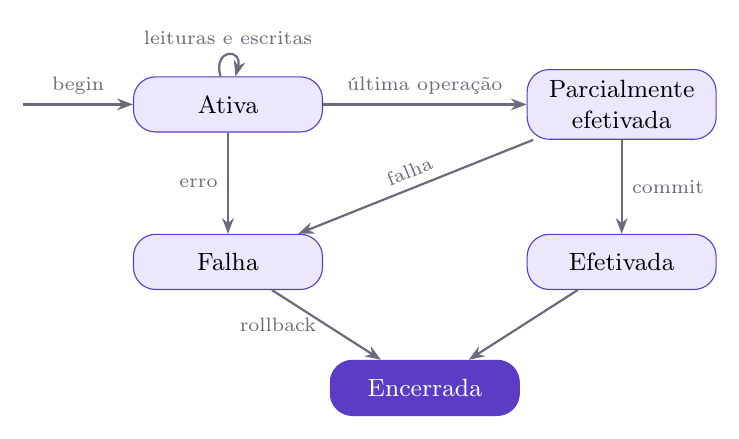 leituras e escritas
begin
Ativa
última operação
Parcialmente
efetivada
erro
falha
commit
Falha
Efetivada
rollback
Encerrada